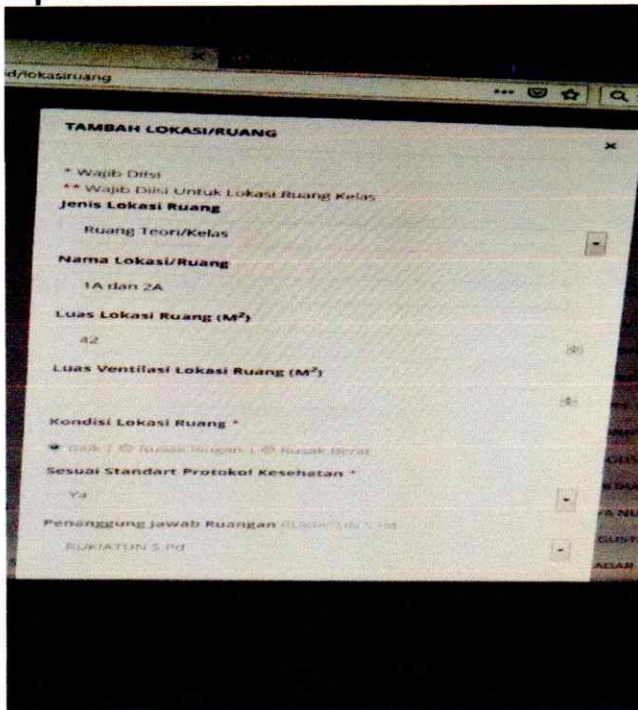 d/lokasiruang
TAMBAH LOKASI/RUANG
* Wajib Diisi
** Wajib Diisi Untuk Lokasi Ruang Kelas
Jenis Lokasi Ruang
Ruang Teori/Kelas
Nama Lokasi/Ruang
1A dan 2A
Luas Lokasi Ruang (M²)
42
Luas Ventilasi Lokasi Ruang (M²)
Kondisi Lokasi Ruang *
Baik | Rusak Ringan | Rusak Berat
Sesuai Standart Protokol Kesehatan *
Ya
Penanggung Jawab Ruangan RUKIATUN S.Pd
RUKIATUN S.Pd